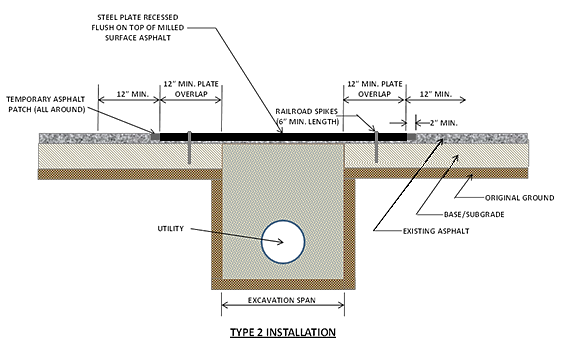 STEEL PLATE RECESSED
FLUSH ON TOP OF MILLED
SURFACE ASPHALT
12" MIN.
12" MIN. PLATE
OVERLAP
12" MIN. PLATE
OVERLAP
12" MIN.
TEMPORARY ASPHALT
PATCH (ALL AROUND)
RAILROAD SPIKES
(6" MIN. LENGTH)
2" MIN.
ORIGINAL GROUND
BASE/SUBGRADE
EXISTING ASPHALT
UTILITY
EXCAVATION SPAN
TYPE 2 INSTALLATION